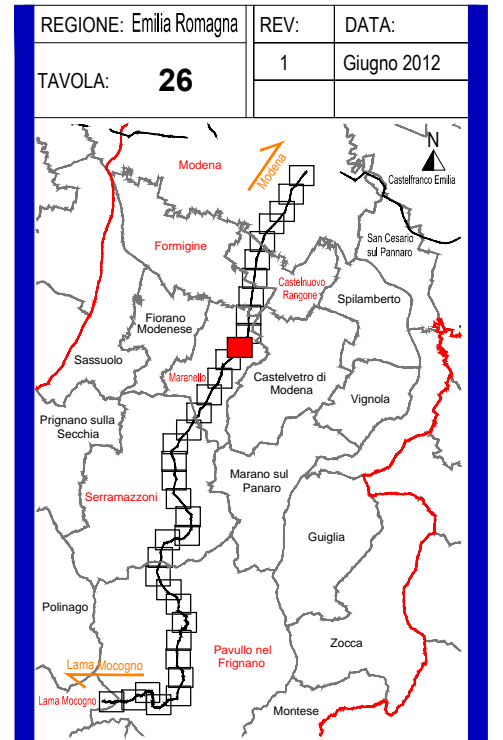 REGIONE: Emilia Romagna
REV:
DATA:
TAVOLA: 26
1
Giugno 2012
N
Modena
Modena
Castelfranco Emilia
San Cesario
sul Pannaro
Formigine
Castelnuovo
Rangone
Spilamberto
Fiorano
Modenese
Sassuolo
Maranello
Castelvetro di
Modena
Vignola
Prignano sulla
Secchia
Marano sul
Panaro
Serramazzoni
Guiglia
Polinago
Zocca
Pavullo nel
Frignano
Lama Mocogno
Lama Mocogno
Montese